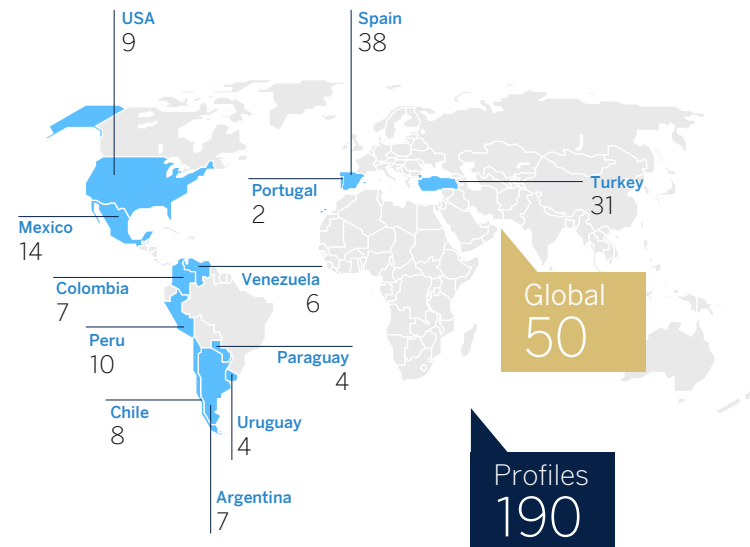 USA
9
Spain
38
Portugal
2
Turkey
31
Mexico
14
Colombia
7
Venezuela
6
Peru
10
Paraguay
4
Chile
8
Uruguay
4
Argentina
7
Global
50
Profiles
190